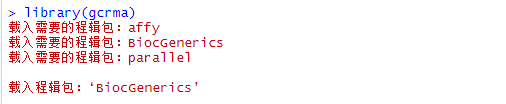 > library(gcrma)
载入需要的程辑包：affy
载入需要的程辑包：BiocGenerics
载入需要的程辑包：parallel
载入程辑包：‘BiocGenerics’